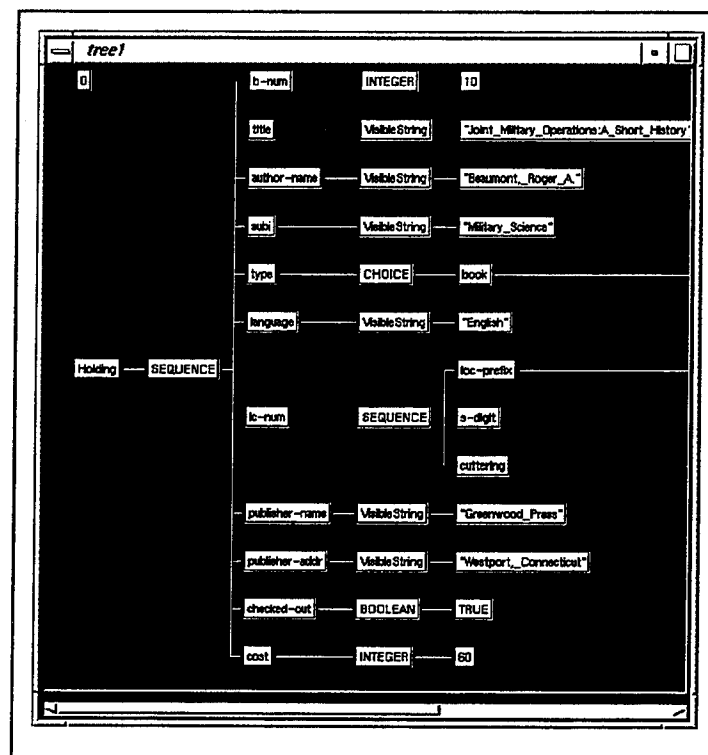 tree1
0 b-num INTEGER 10
title VisibleString "Joint_Military_Operations:A_Short_History"
author-name VisibleString "Beaumont,_Roger_A."
subj VisibleString "Military_Science"
type CHOICE book
language VisibleString "English"
loc-prefix
Holding SEQUENCE
lc-num SEQUENCE s-digit
cuttering
publisher-name VisibleString "Greenwood_Press"
publisher-addr VisibleString "Westport,_Connecticut"
checked-out BOOLEAN TRUE
cost INTEGER 60